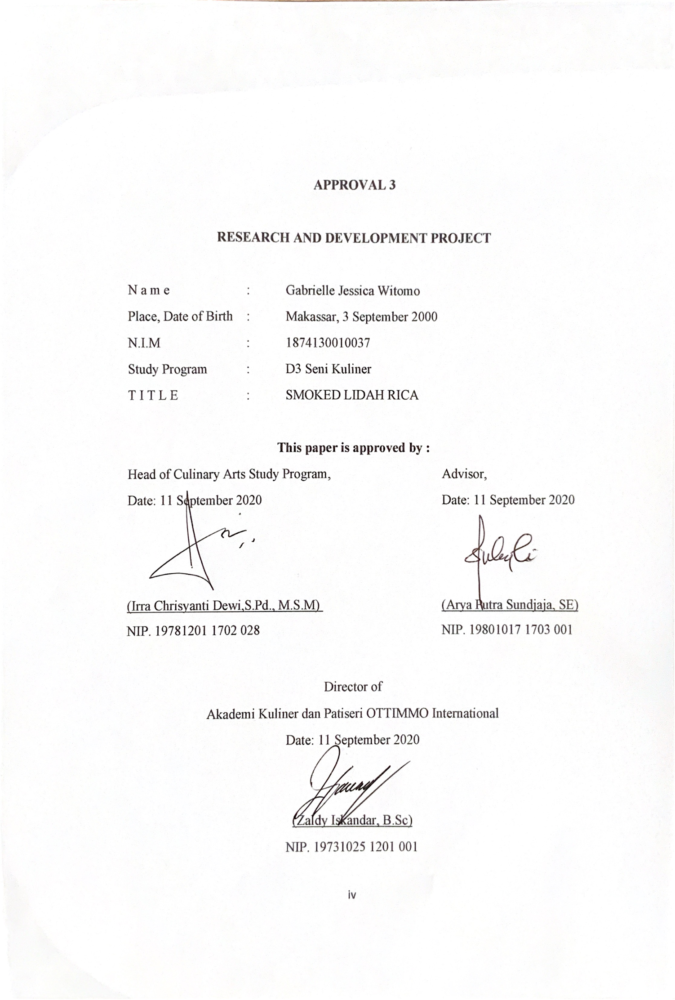 APPROVAL 3
RESEARCH AND DEVELOPMENT PROJECT
N a m e : Gabrielle Jessica Witomo
Place, Date of Birth : Makassar, 3 September 2000
N.I.M : 1874130010037
Study Program : D3 Seni Kuliner
T I T L E : SMOKED LIDAH RICA
This paper is approved by :
Head of Culinary Arts Study Program, Advisor,
Date: 11 September 2020 Date: 11 September 2020
(Irra Chrisyanti Dewi,S.Pd., M.S.M) (Arya Putra Sundjaja, SE)
NIP. 19781201 1702 028 NIP. 19801017 1703 001
Director of
Akademi Kuliner dan Patiseri OTTIMMO International
Date: 11 September 2020
(Zaldy Iskandar, B.Sc)
NIP. 19731025 1201 001
iv